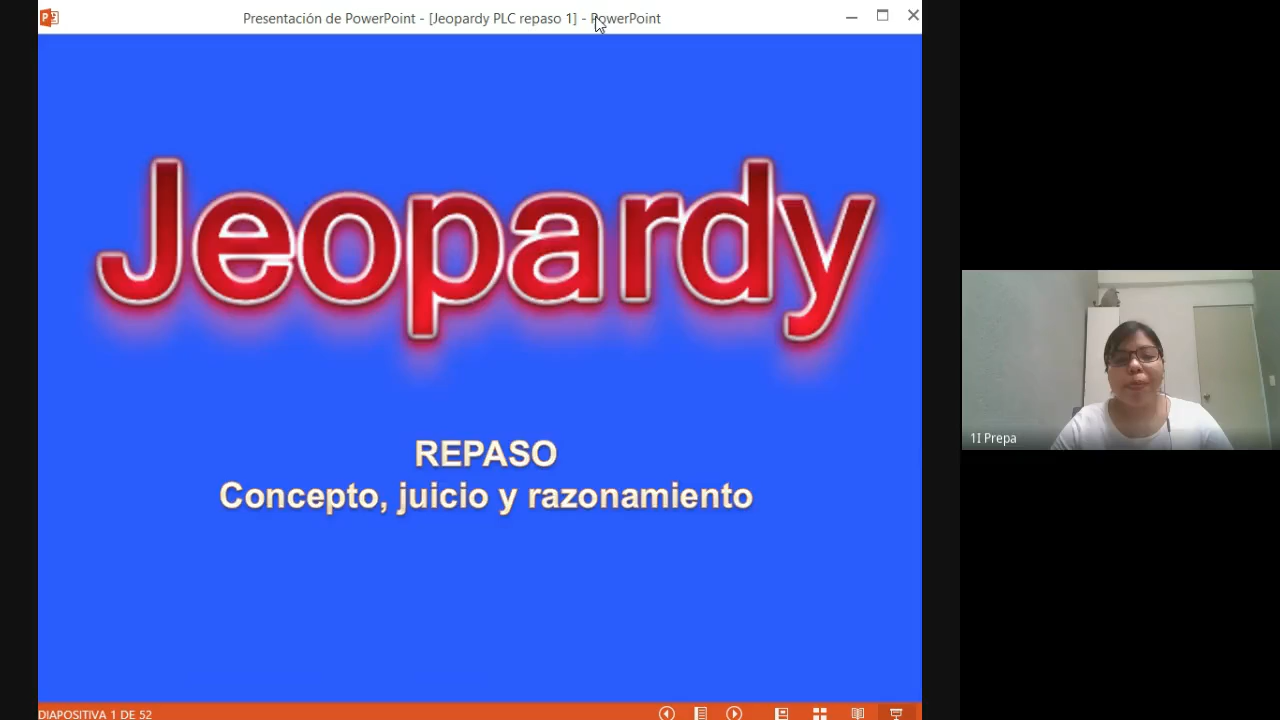 Presentación de PowerPoint - [Jeopardy PLC repaso 1] - PowerPoint
Jeopardy
REPASO
Concepto, juicio y razonamiento
1I Prepa
DIAPOSITIVA 1 DE 52